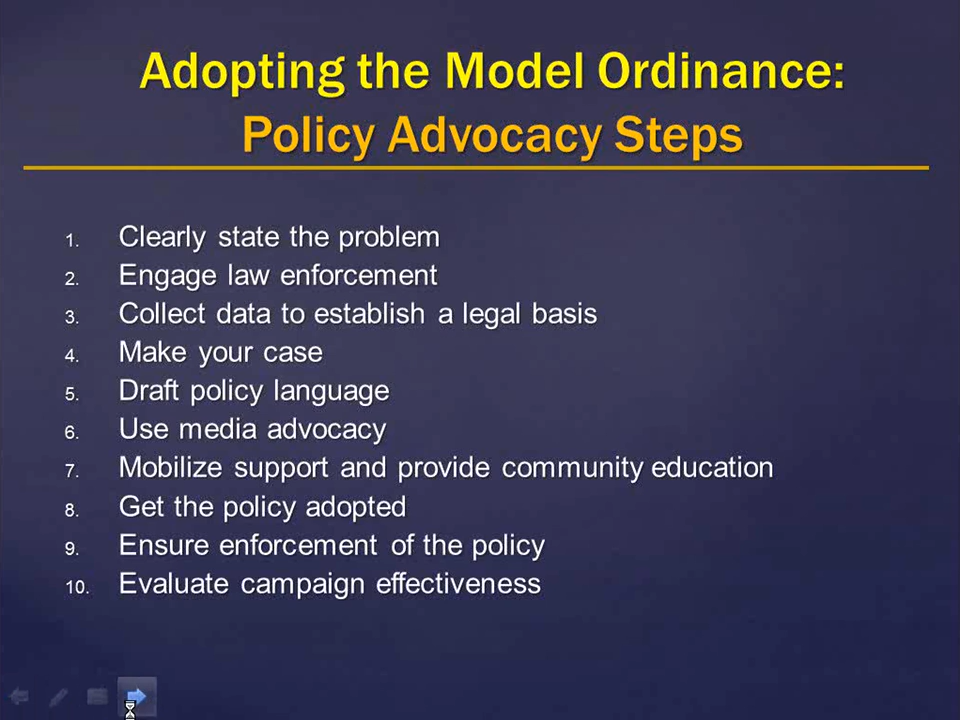 Adopting the Model Ordinance:
Policy Advocacy Steps
1. Clearly state the problem
2. Engage law enforcement
3. Collect data to establish a legal basis
4. Make your case
5. Draft policy language
6. Use media advocacy
7. Mobilize support and provide community education
8. Get the policy adopted
9. Ensure enforcement of the policy
10. Evaluate campaign effectiveness